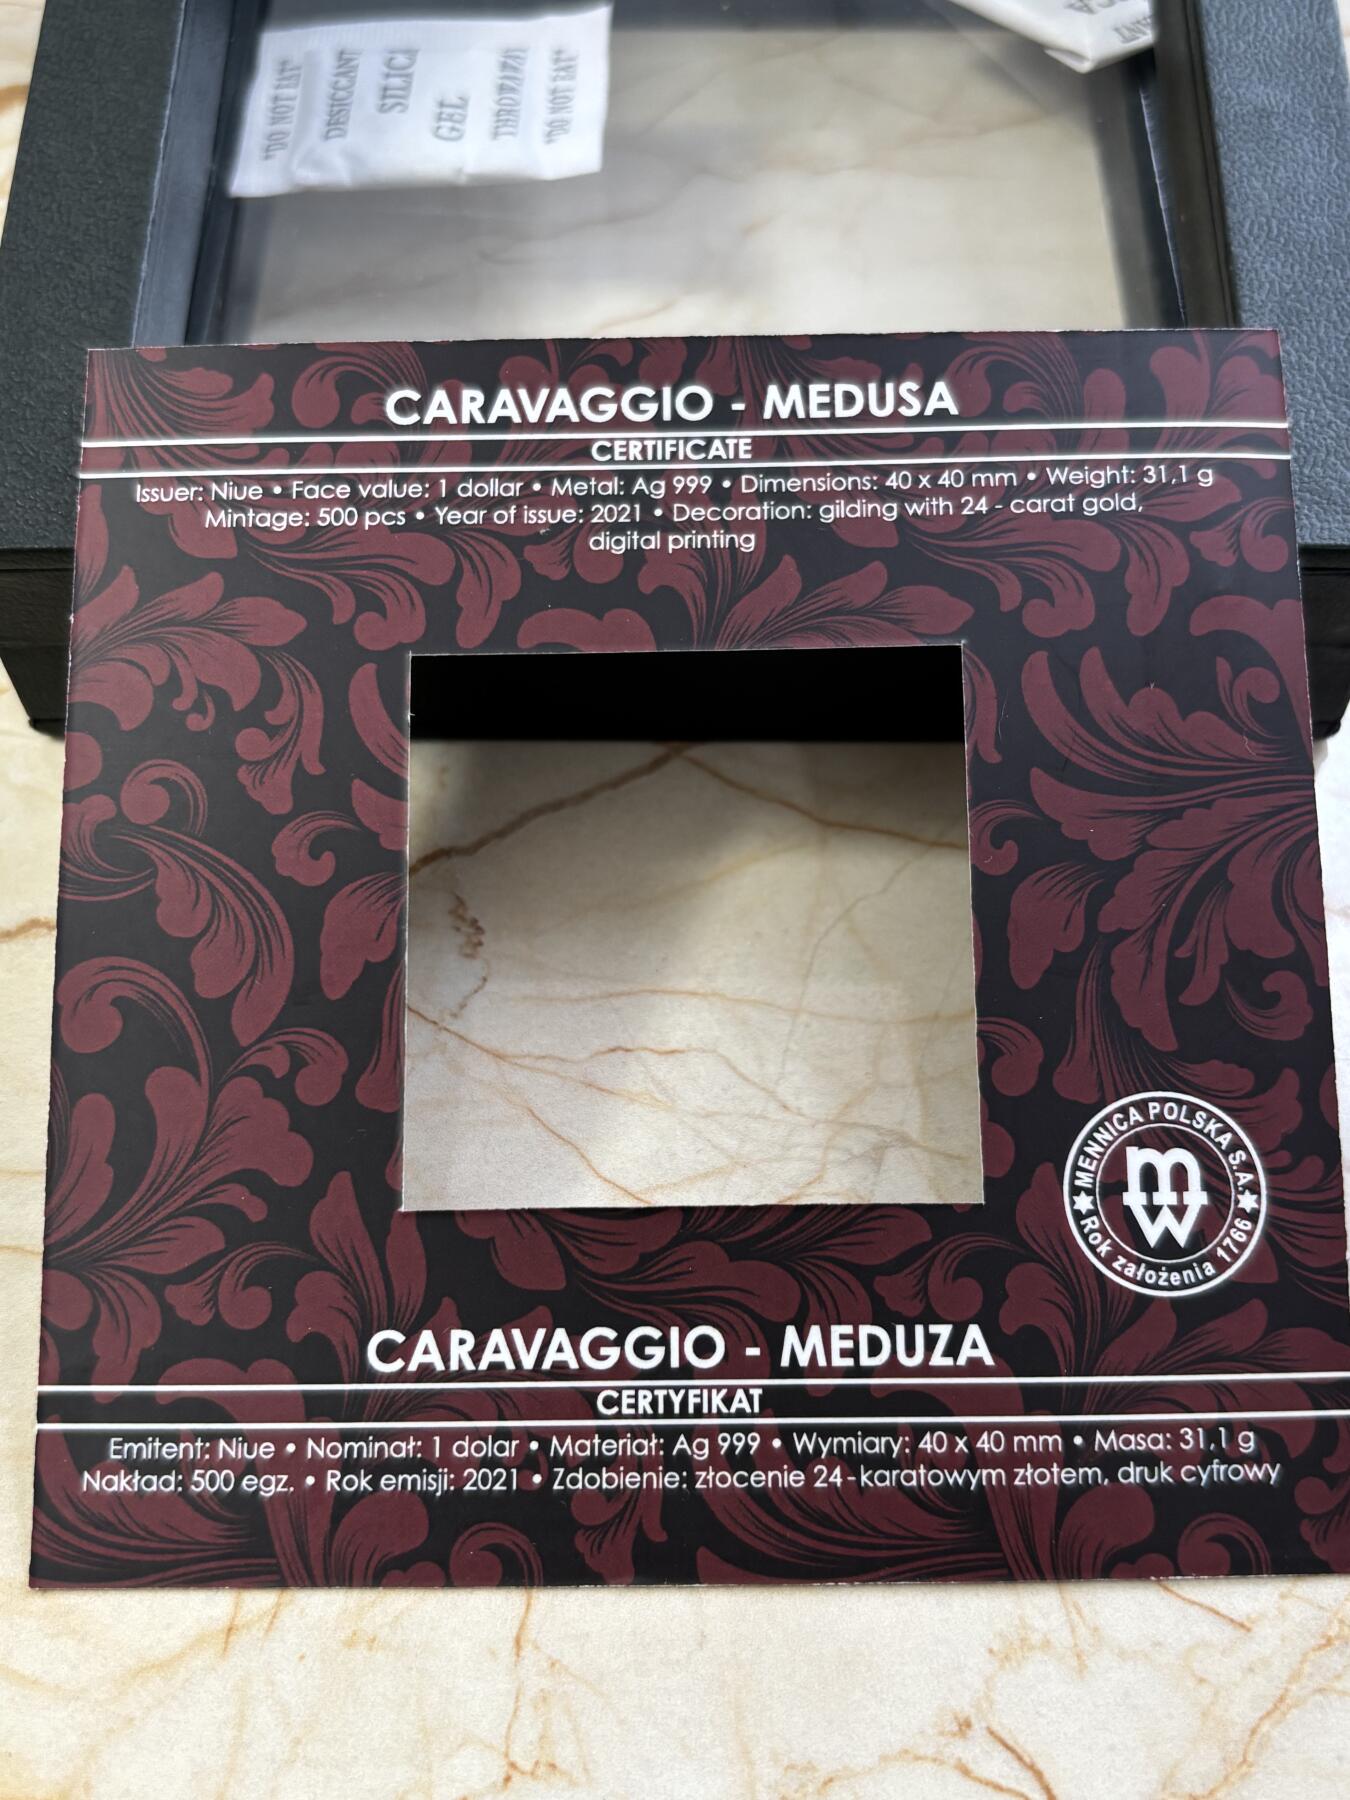 "DO NOT EAT"
DESICCANT
SILICA
GEL
THROWAWAY
"DO NOT EAT"
CARAVAGGIO - MEDUSA
CERTIFICATE
Issuer: Niue • Face value: 1 dollar • Metal: Ag 999 • Dimensions: 40 x 40 mm • Weight: 31,1 g
Mintage: 500 pcs • Year of issue: 2021 • Decoration: gilding with 24 - carat gold,
digital printing
MENNICA POLSKA S.A.
mw
Rok założenia 1766
CARAVAGGIO - MEDUZA
CERTYFIKAT
Emitent: Niue • Nominał: 1 dolar • Materiał: Ag 999 • Wymiary: 40 x 40 mm • Masa: 31,1 g
Nakład: 500 egz. • Rok emisji: 2021 • Zdobienie: złocenie 24-karatowym złotem, druk cyfrowy